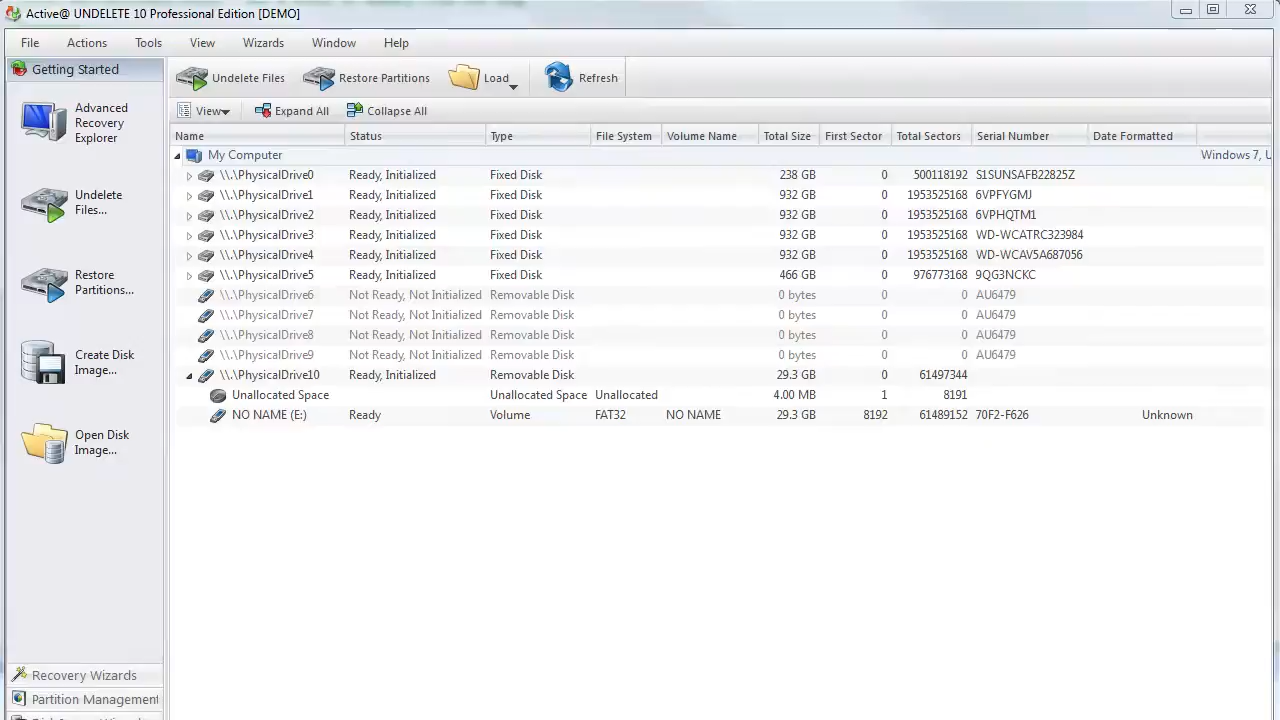 Active@ UNDELETE 10 Professional Edition [DEMO]
File Actions Tools View Wizards Window Help
Getting Started
Undelete Files Restore Partitions Load Refresh
Advanced
Recovery
Explorer
Undelete
Files...
Restore
Partitions...
Create Disk
Image...
Open Disk
Image...
Recovery Wizards
Partition Management
View Expand All Collapse All
Name Status Type File System Volume Name Total Size First Sector Total Sectors Serial Number Date Formatted
My Computer Windows 7, U
\\.\PhysicalDrive0 Ready, Initialized Fixed Disk 238 GB 0 500118192 S1SUNSAFB22825Z
\\.\PhysicalDrive1 Ready, Initialized Fixed Disk 932 GB 0 1953525168 6VPFYGMJ
\\.\PhysicalDrive2 Ready, Initialized Fixed Disk 932 GB 0 1953525168 6VPHQTM1
\\.\PhysicalDrive3 Ready, Initialized Fixed Disk 932 GB 0 1953525168 WD-WCATRC323984
\\.\PhysicalDrive4 Ready, Initialized Fixed Disk 932 GB 0 1953525168 WD-WCAV5A687056
\\.\PhysicalDrive5 Ready, Initialized Fixed Disk 466 GB 0 976773168 9QG3NCKC
\\.\PhysicalDrive6 Not Ready, Not Initialized Removable Disk 0 bytes 0 0 AU6479
\\.\PhysicalDrive7 Not Ready, Not Initialized Removable Disk 0 bytes 0 0 AU6479
\\.\PhysicalDrive8 Not Ready, Not Initialized Removable Disk 0 bytes 0 0 AU6479
\\.\PhysicalDrive9 Not Ready, Not Initialized Removable Disk 0 bytes 0 0 AU6479
\\.\PhysicalDrive10 Ready, Initialized Removable Disk 29.3 GB 0 61497344
Unallocated Space Unallocated Space Unallocated 4.00 MB 1 8191
NO NAME (E:) Ready Volume FAT32 NO NAME 29.3 GB 8192 61489152 70F2-F626 Unknown